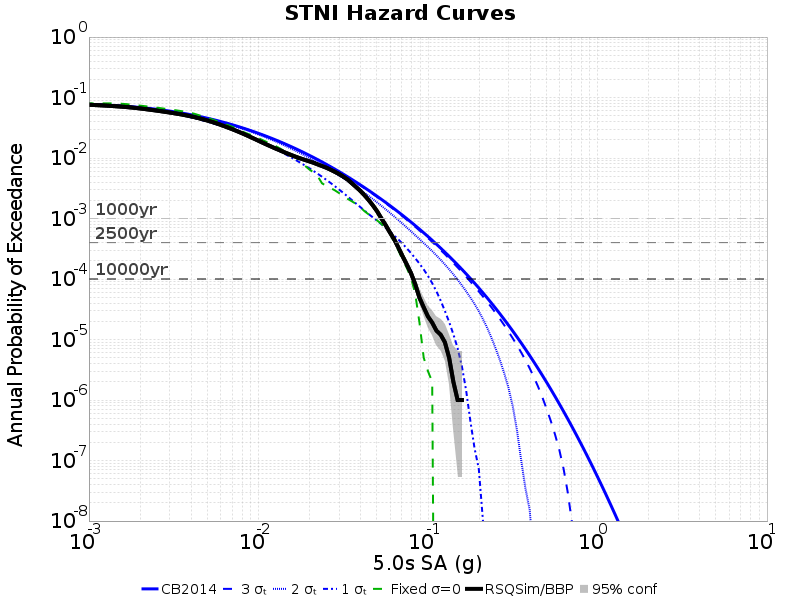 STNI Hazard Curves
Annual Probability of Exceedance
10^0
10^-1
10^-2
10^-3
10^-4
10^-5
10^-6
10^-7
10^-8
1000yr
2500yr
10000yr
10^-3 10^-2 10^-1 10^0 10^1
5.0s SA (g)
CB2014 3 σₜ 2 σₜ 1 σₜ Fixed σ=0 RSQSim/BBP 95% conf